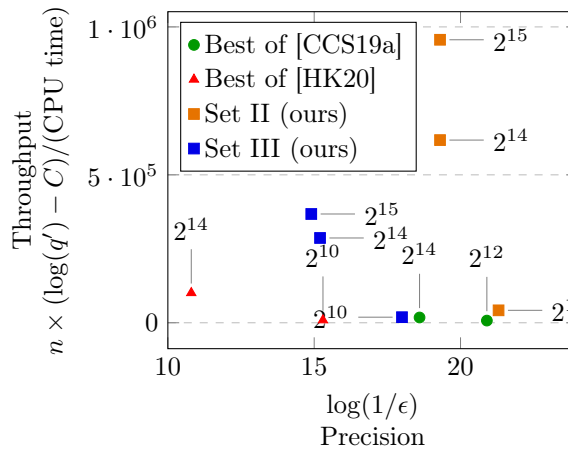 1 · 10^6
5 · 10^5
0
Throughput
n × (log(q′) − C)/(CPU time)
Best of [CCS19a]
Best of [HK20]
Set II (ours)
Set III (ours)
2^15
2^14
2^15
2^14
2^14
2^10
2^14
2^12
2^10
10
15
20
log(1/ϵ)
Precision